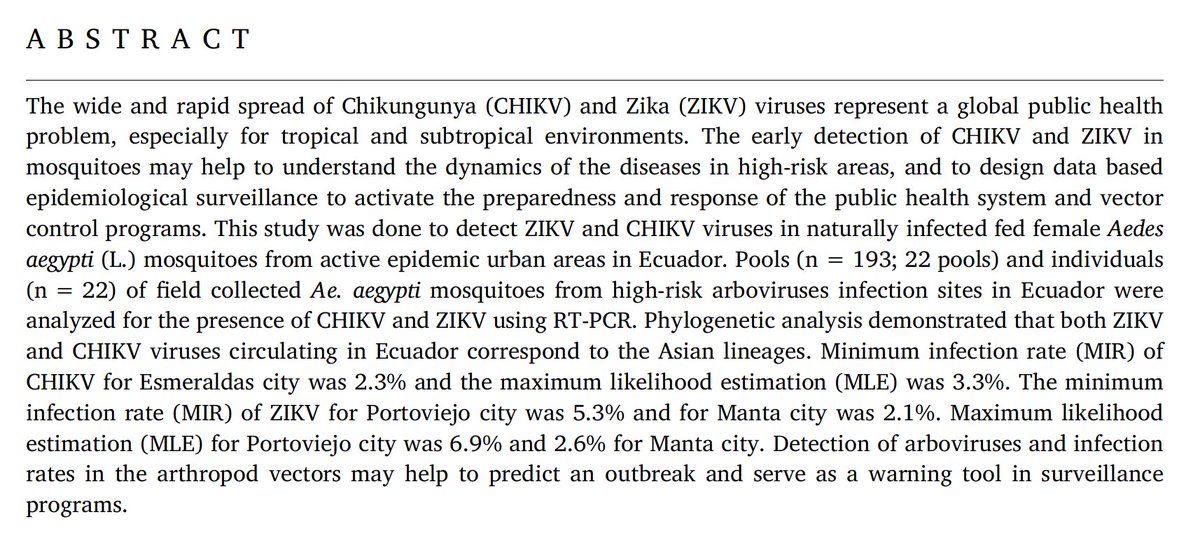 A B S T R A C T
The wide and rapid spread of Chikungunya (CHIKV) and Zika (ZIKV) viruses represent a global public health
problem, especially for tropical and subtropical environments. The early detection of CHIKV and ZIKV in
mosquitoes may help to understand the dynamics of the diseases in high-risk areas, and to design data based
epidemiological surveillance to activate the preparedness and response of the public health system and vector
control programs. This study was done to detect ZIKV and CHIKV viruses in naturally infected fed female Aedes
aegypti (L.) mosquitoes from active epidemic urban areas in Ecuador. Pools (n = 193; 22 pools) and individuals
(n = 22) of field collected Ae. aegypti mosquitoes from high-risk arboviruses infection sites in Ecuador were
analyzed for the presence of CHIKV and ZIKV using RT-PCR. Phylogenetic analysis demonstrated that both ZIKV
and CHIKV viruses circulating in Ecuador correspond to the Asian lineages. Minimum infection rate (MIR) of
CHIKV for Esmeraldas city was 2.3% and the maximum likelihood estimation (MLE) was 3.3%. The minimum
infection rate (MIR) of ZIKV for Portoviejo city was 5.3% and for Manta city was 2.1%. Maximum likelihood
estimation (MLE) for Portoviejo city was 6.9% and 2.6% for Manta city. Detection of arboviruses and infection
rates in the arthropod vectors may help to predict an outbreak and serve as a warning tool in surveillance
programs.